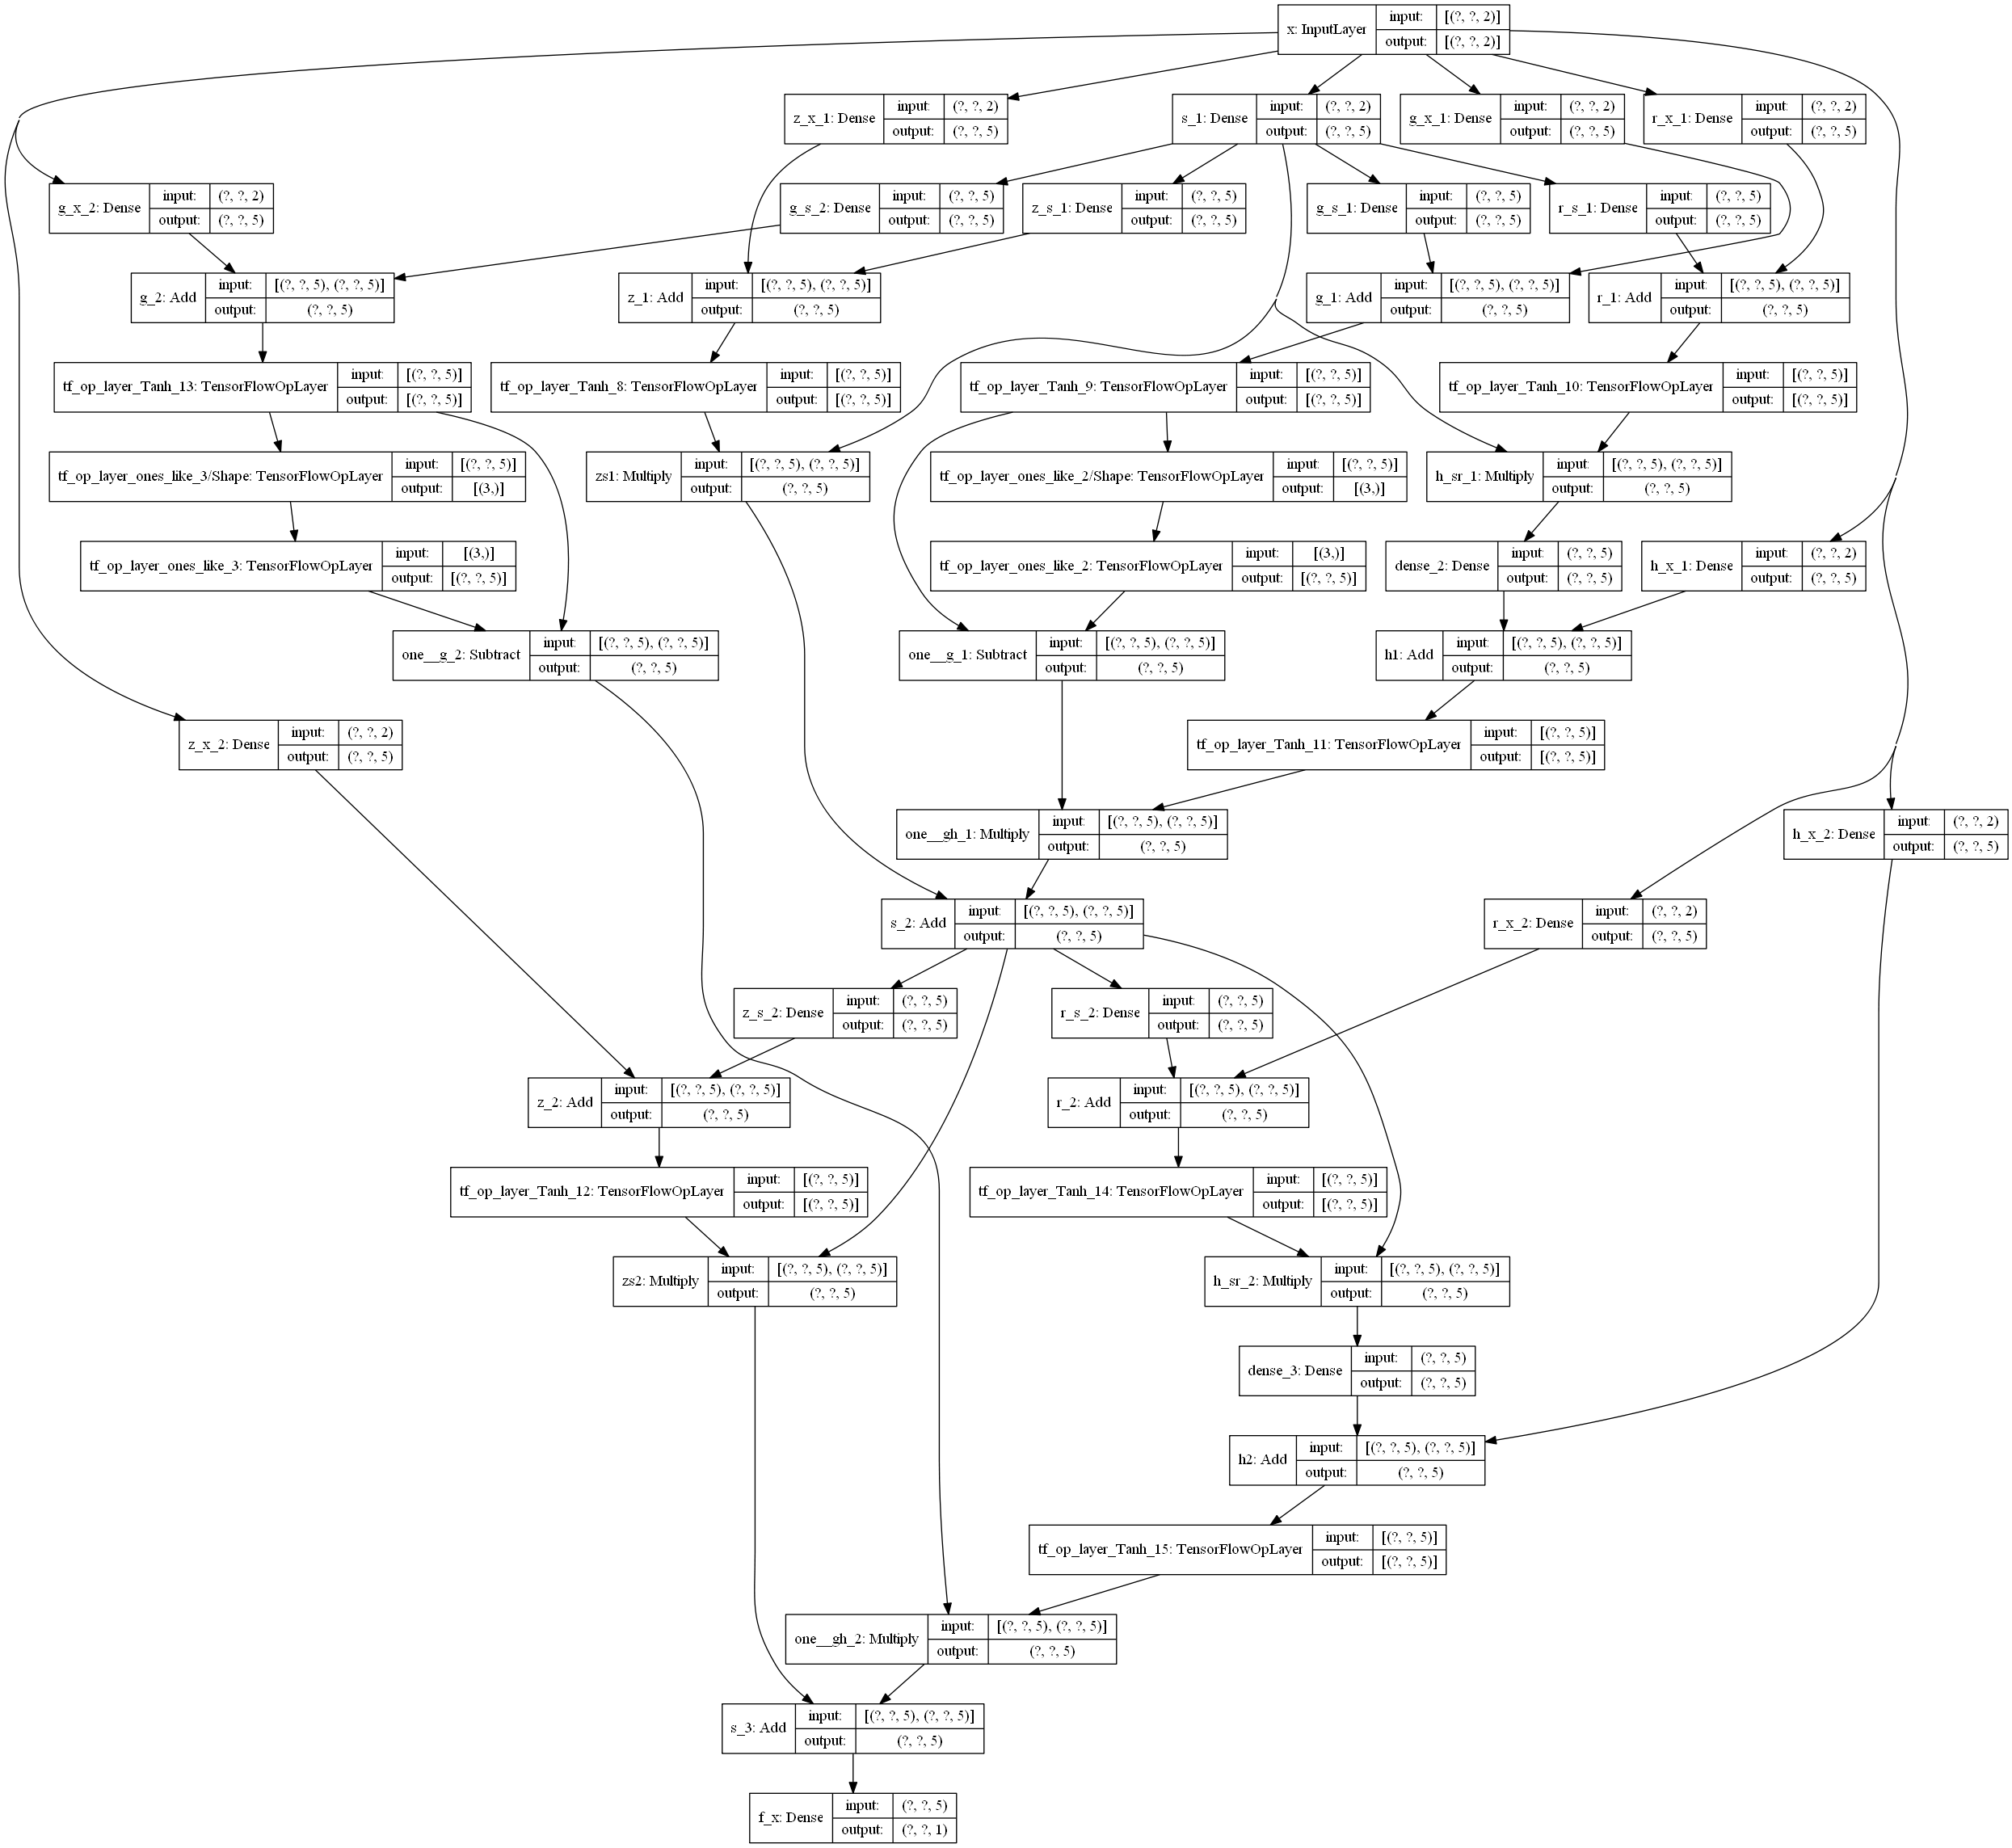 x: InputLayer input: [(?, ?, 2)]
output: [(?, ?, 2)]
z_x_1: Dense input: (?, ?, 2)
output: (?, ?, 5)
s_1: Dense input: (?, ?, 2)
output: (?, ?, 5)
g_x_1: Dense input: (?, ?, 2)
output: (?, ?, 5)
r_x_1: Dense input: (?, ?, 2)
output: (?, ?, 5)
g_x_2: Dense input: (?, ?, 2)
output: (?, ?, 5)
g_s_2: Dense input: (?, ?, 5)
output: (?, ?, 5)
z_s_1: Dense input: (?, ?, 5)
output: (?, ?, 5)
g_s_1: Dense input: (?, ?, 5)
output: (?, ?, 5)
r_s_1: Dense input: (?, ?, 5)
output: (?, ?, 5)
g_2: Add input: [(?, ?, 5), (?, ?, 5)]
output: (?, ?, 5)
z_1: Add input: [(?, ?, 5), (?, ?, 5)]
output: (?, ?, 5)
g_1: Add input: [(?, ?, 5), (?, ?, 5)]
output: (?, ?, 5)
r_1: Add input: [(?, ?, 5), (?, ?, 5)]
output: (?, ?, 5)
tf_op_layer_Tanh_13: TensorFlowOpLayer input: [(?, ?, 5)]
output: [(?, ?, 5)]
tf_op_layer_Tanh_8: TensorFlowOpLayer input: [(?, ?, 5)]
output: [(?, ?, 5)]
tf_op_layer_Tanh_9: TensorFlowOpLayer input: [(?, ?, 5)]
output: [(?, ?, 5)]
tf_op_layer_Tanh_10: TensorFlowOpLayer input: [(?, ?, 5)]
output: [(?, ?, 5)]
tf_op_layer_ones_like_3/Shape: TensorFlowOpLayer input: [(?, ?, 5)]
output: [(3,)]
zs1: Multiply input: [(?, ?, 5), (?, ?, 5)]
output: (?, ?, 5)
tf_op_layer_ones_like_2/Shape: TensorFlowOpLayer input: [(?, ?, 5)]
output: [(3,)]
h_sr_1: Multiply input: [(?, ?, 5), (?, ?, 5)]
output: (?, ?, 5)
tf_op_layer_ones_like_3: TensorFlowOpLayer input: [(3,)]
output: [(?, ?, 5)]
tf_op_layer_ones_like_2: TensorFlowOpLayer input: [(3,)]
output: [(?, ?, 5)]
dense_2: Dense input: (?, ?, 5)
output: (?, ?, 5)
h_x_1: Dense input: (?, ?, 2)
output: (?, ?, 5)
one__g_2: Subtract input: [(?, ?, 5), (?, ?, 5)]
output: (?, ?, 5)
one__g_1: Subtract input: [(?, ?, 5), (?, ?, 5)]
output: (?, ?, 5)
h1: Add input: [(?, ?, 5), (?, ?, 5)]
output: (?, ?, 5)
z_x_2: Dense input: (?, ?, 2)
output: (?, ?, 5)
tf_op_layer_Tanh_11: TensorFlowOpLayer input: [(?, ?, 5)]
output: [(?, ?, 5)]
one__gh_1: Multiply input: [(?, ?, 5), (?, ?, 5)]
output: (?, ?, 5)
h_x_2: Dense input: (?, ?, 2)
output: (?, ?, 5)
s_2: Add input: [(?, ?, 5), (?, ?, 5)]
output: (?, ?, 5)
r_x_2: Dense input: (?, ?, 2)
output: (?, ?, 5)
z_s_2: Dense input: (?, ?, 5)
output: (?, ?, 5)
r_s_2: Dense input: (?, ?, 5)
output: (?, ?, 5)
z_2: Add input: [(?, ?, 5), (?, ?, 5)]
output: (?, ?, 5)
r_2: Add input: [(?, ?, 5), (?, ?, 5)]
output: (?, ?, 5)
tf_op_layer_Tanh_12: TensorFlowOpLayer input: [(?, ?, 5)]
output: [(?, ?, 5)]
tf_op_layer_Tanh_14: TensorFlowOpLayer input: [(?, ?, 5)]
output: [(?, ?, 5)]
zs2: Multiply input: [(?, ?, 5), (?, ?, 5)]
output: (?, ?, 5)
h_sr_2: Multiply input: [(?, ?, 5), (?, ?, 5)]
output: (?, ?, 5)
dense_3: Dense input: (?, ?, 5)
output: (?, ?, 5)
h2: Add input: [(?, ?, 5), (?, ?, 5)]
output: (?, ?, 5)
tf_op_layer_Tanh_15: TensorFlowOpLayer input: [(?, ?, 5)]
output: [(?, ?, 5)]
one__gh_2: Multiply input: [(?, ?, 5), (?, ?, 5)]
output: (?, ?, 5)
s_3: Add input: [(?, ?, 5), (?, ?, 5)]
output: (?, ?, 5)
f_x: Dense input: (?, ?, 5)
output: (?, ?, 1)